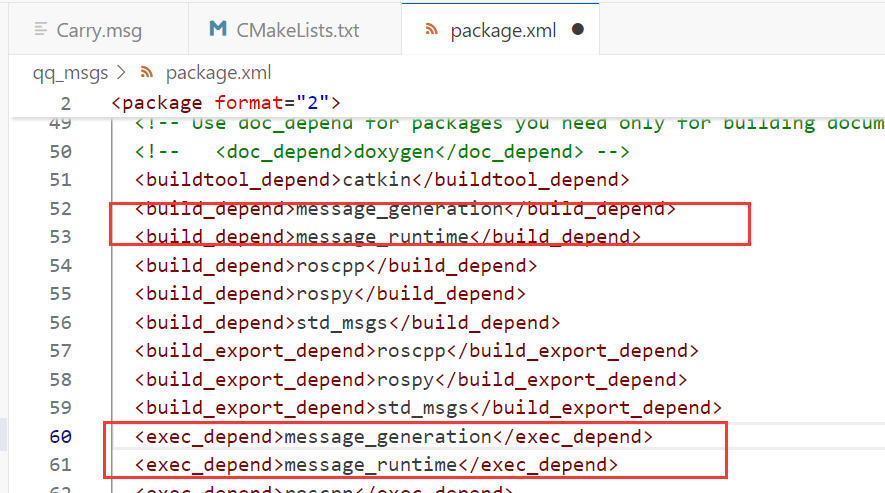 Carry.msg
CMakeLists.txt
package.xml
qq_msgs > package.xml
2 <package format="2">
49 <!-- Use doc_depend for packages you need only for building docum
50 <!-- <doc_depend>doxygen</doc_depend> -->
51 <buildtool_depend>catkin</buildtool_depend>
52 <build_depend>message_generation</build_depend>
53 <build_depend>message_runtime</build_depend>
54 <build_depend>roscpp</build_depend>
55 <build_depend>rospy</build_depend>
56 <build_depend>std_msgs</build_depend>
57 <build_export_depend>roscpp</build_export_depend>
58 <build_export_depend>rospy</build_export_depend>
59 <build_export_depend>std_msgs</build_export_depend>
60 <exec_depend>message_generation</exec_depend>
61 <exec_depend>message_runtime</exec_depend>
62 <exec_depend>roscpp</exec_depend>